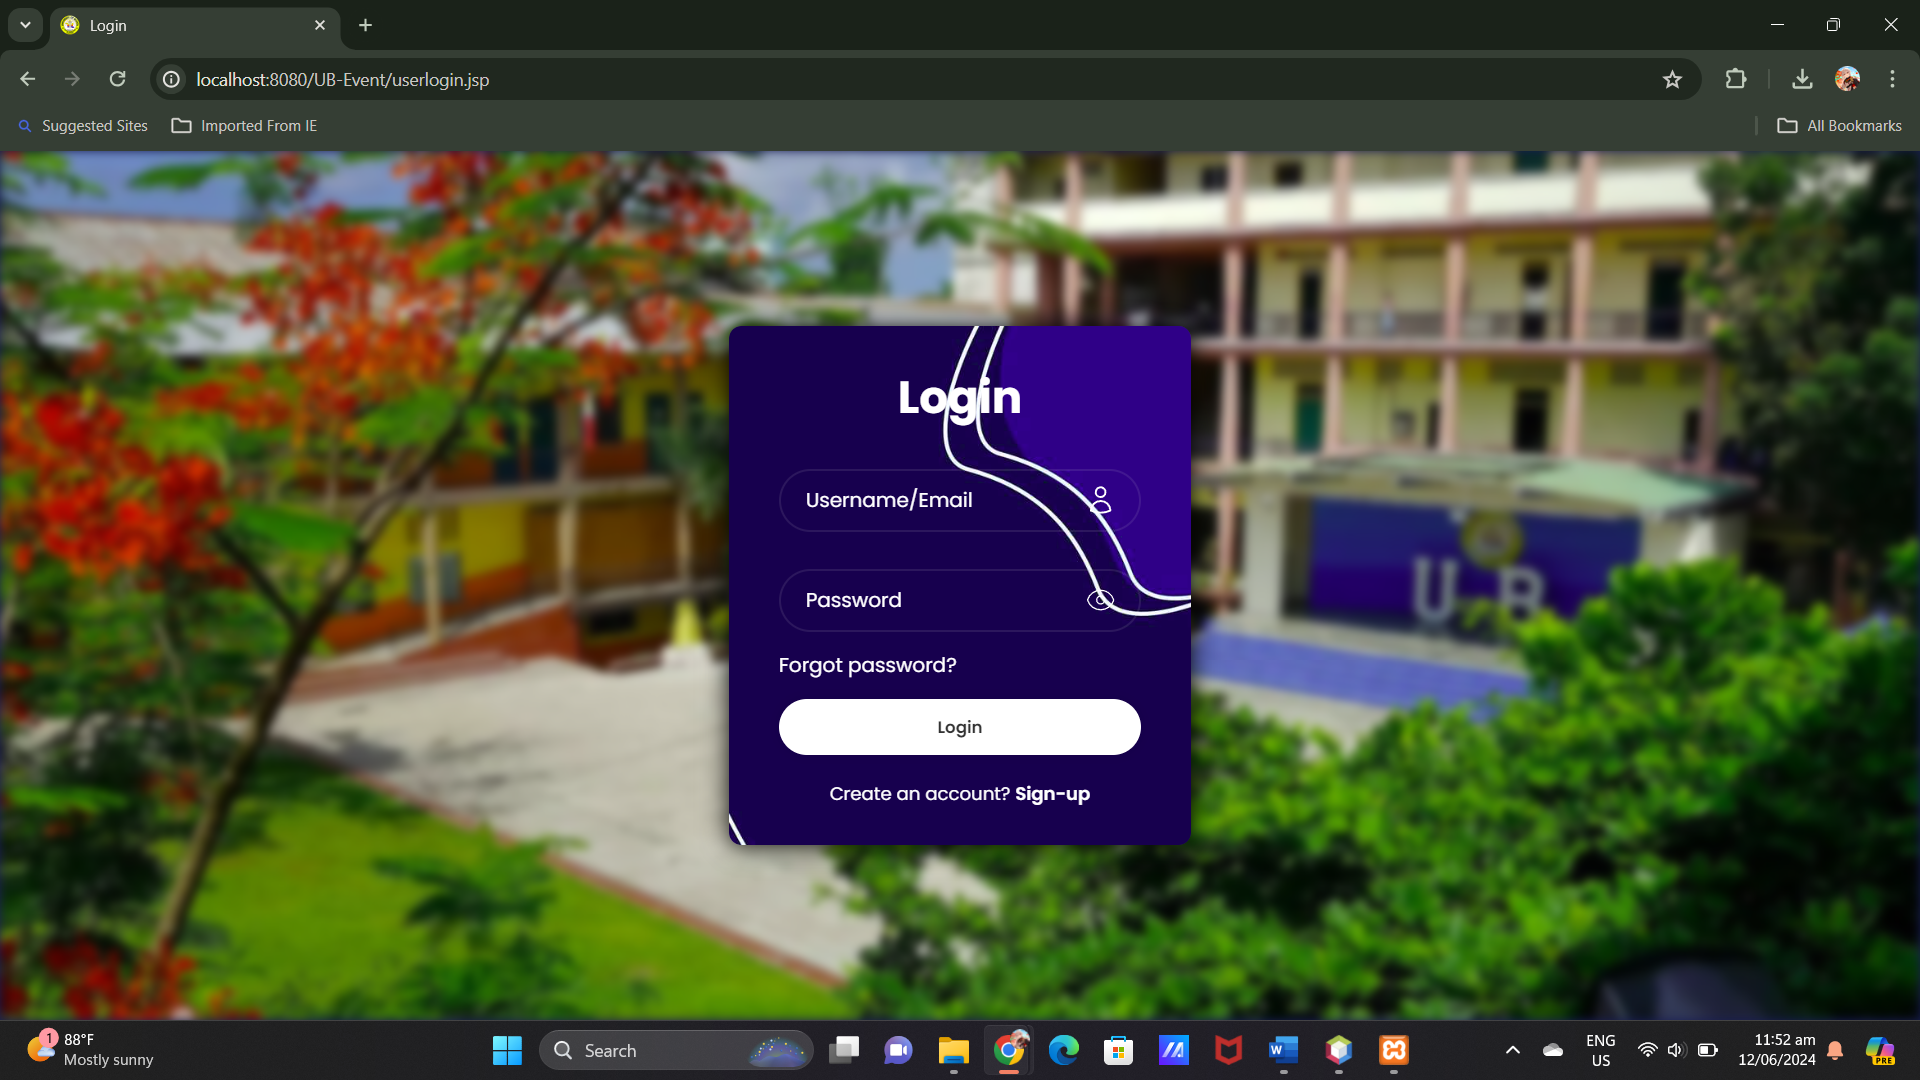 Login
localhost:8080/UB-Event/userlogin.jsp
Suggested Sites
Imported From IE
All Bookmarks
Login
Username/Email
Password
Forgot password?
Login
Create an account? Sign-up
U B
1
88°F
Mostly sunny
Search
ENG
US
11:52 am
12/06/2024
PRE